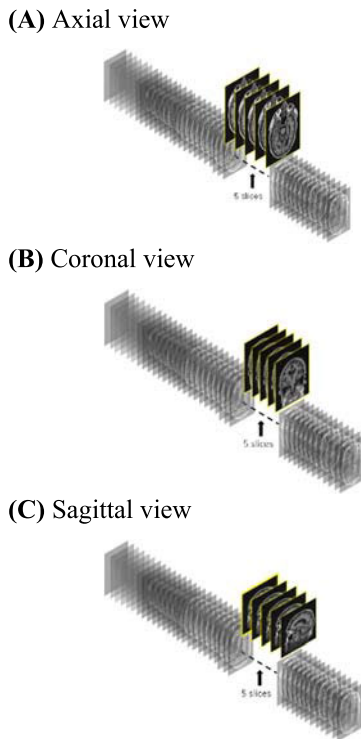 (A) Axial view
5 slices
(B) Coronal view
5 slices
(C) Sagittal view
5 slices